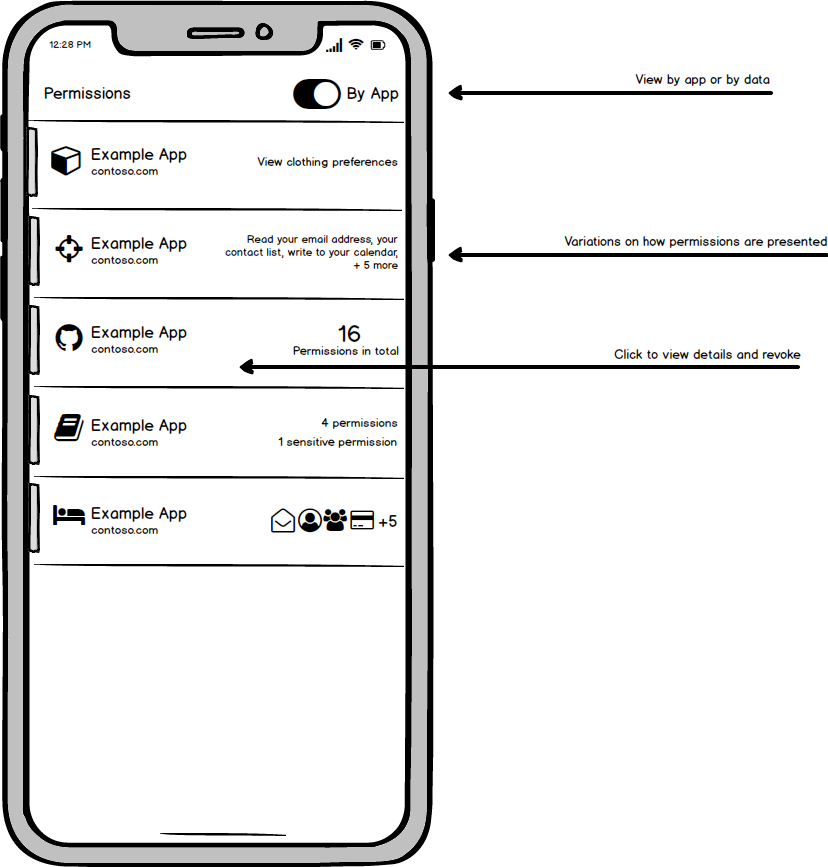 12:28 PM
Permissions
By App
View by app or by data
Example App
contoso.com
View clothing preferences
Example App
contoso.com
Read your email address, your
contact list, write to your calendar,
+ 5 more
Variations on how permissions are presented
Example App
contoso.com
16
Permissions in total
Click to view details and revoke
Example App
contoso.com
4 permissions
1 sensitive permission
Example App
contoso.com
+5